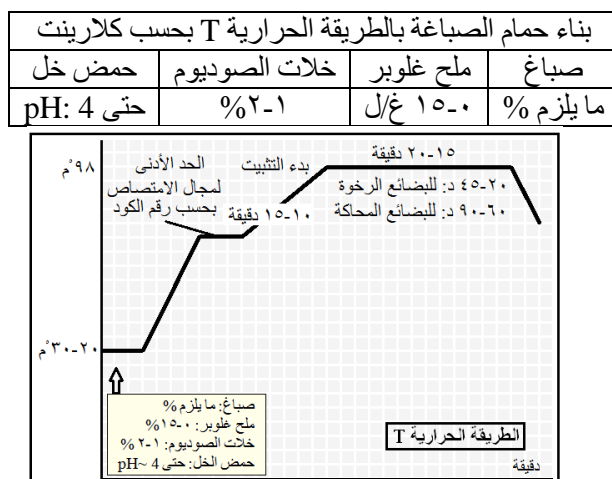 بناء حمام الصباغة بالطريقة الحرارية T بحسب كلارينت
صباغ	ملح غلوبر	خلات الصوديوم	حمض خل
ما يلزم %	٠-١٥ غ/ل	١-٢%	حتى pH: 4
١٥-٢٠ دقيقة
٩٨°م
بدء التثبيت
الحد الأدنى
لمجال الامتصاص
بحسب رقم الكود
١٠-١٥ دقيقة
٢٠-٤٥ د: للبضائع الرخوة
٦٠-٩٠ د: للبضائع المحاكة
٢٠-٣٠°م
صباغ: ما يلزم %
ملح غلوبر: ٠-١٥%
خلات الصوديوم: ١-٢ %
حمض الخل: حتى pH~ 4
الطريقة الحرارية T
دقيقة